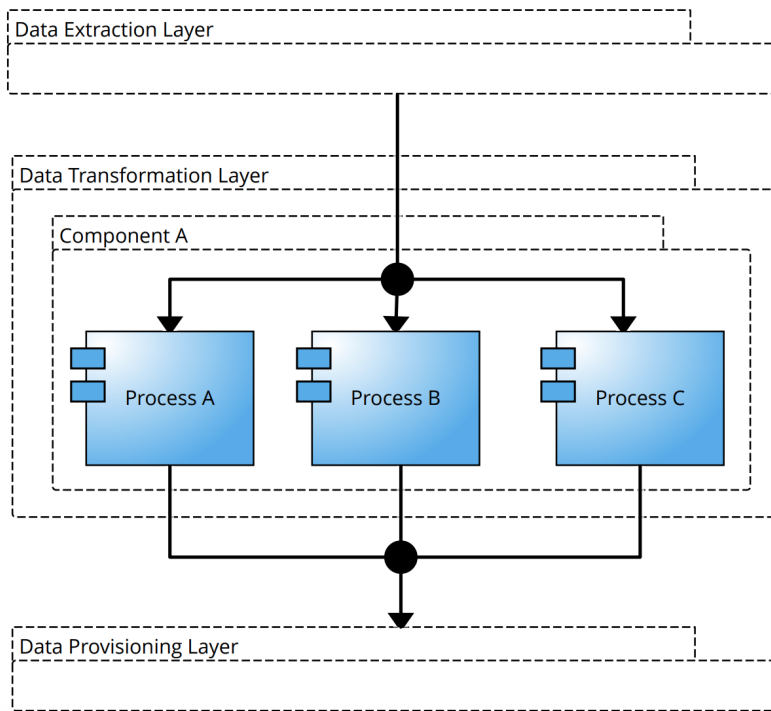 Data Extraction Layer
Data Transformation Layer
Component A
Process A
Process B
Process C
Data Provisioning Layer